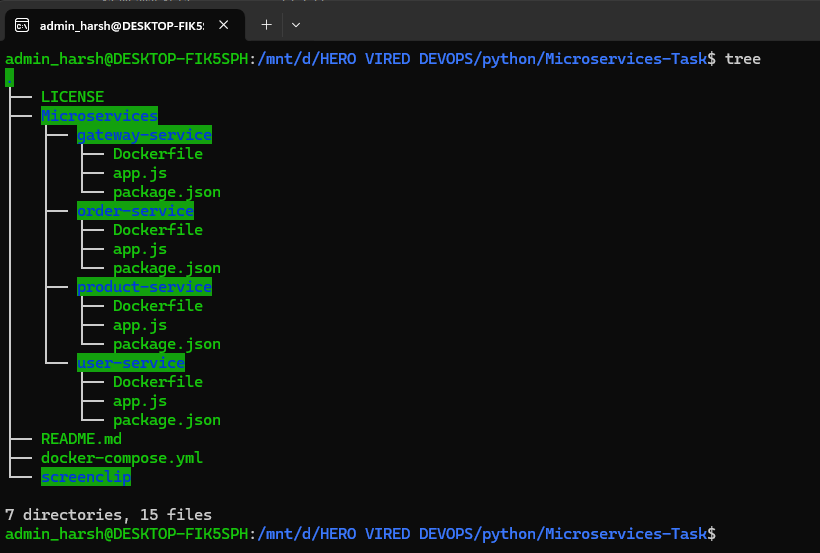 admin_harsh@DESKTOP-FIK5S
admin_harsh@DESKTOP-FIK5SPH:/mnt/d/HERO VIRED DEVOPS/python/Microservices-Task$ tree
.
├── LICENSE
├── Microservices
│   ├── gateway-service
│   │   ├── Dockerfile
│   │   ├── app.js
│   │   └── package.json
│   ├── order-service
│   │   ├── Dockerfile
│   │   ├── app.js
│   │   └── package.json
│   ├── product-service
│   │   ├── Dockerfile
│   │   ├── app.js
│   │   └── package.json
│   └── user-service
│       ├── Dockerfile
│       ├── app.js
│       └── package.json
├── README.md
├── docker-compose.yml
└── screenclip
7 directories, 15 files
admin_harsh@DESKTOP-FIK5SPH:/mnt/d/HERO VIRED DEVOPS/python/Microservices-Task$